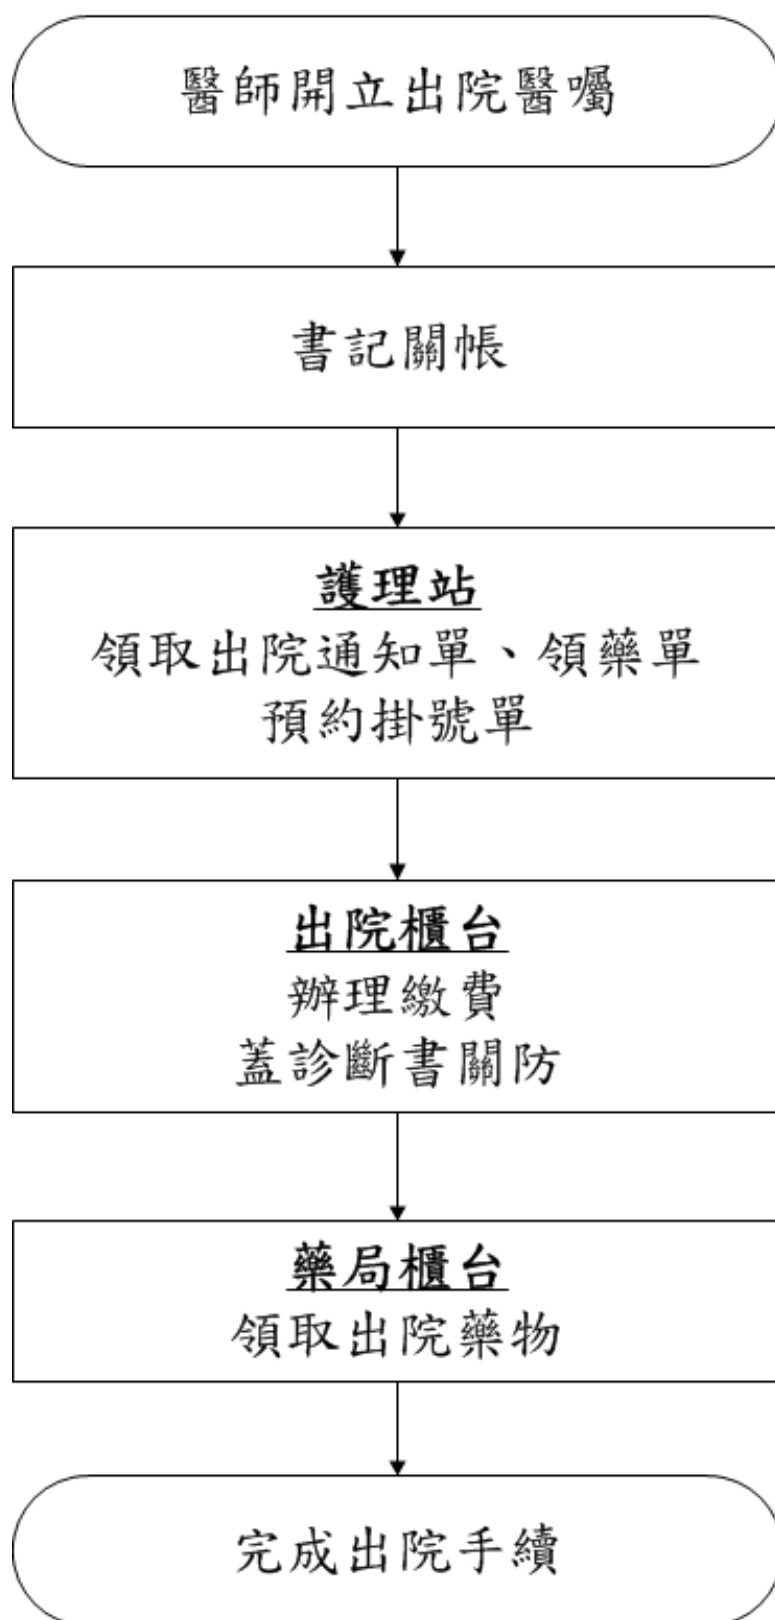 醫師開立出院醫囑
書記關帳
護理站
領取出院通知單、領藥單
預約掛號單
出院櫃台
辦理繳費
蓋診斷書關防
藥局櫃台
領取出院藥物
完成出院手續